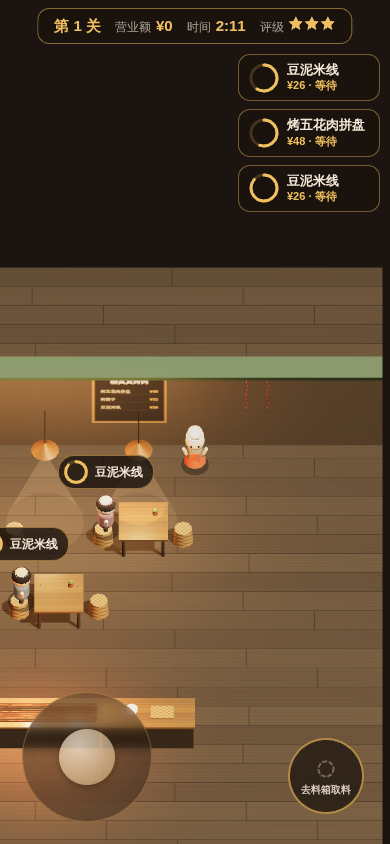 第 1 关 营业额 ¥0 时间 2:11 评级
豆泥米线
¥26 · 等待
烤五花肉拼盘
¥48 · 等待
豆泥米线
¥26 · 等待
豆泥米线
豆泥米线
去料箱取料